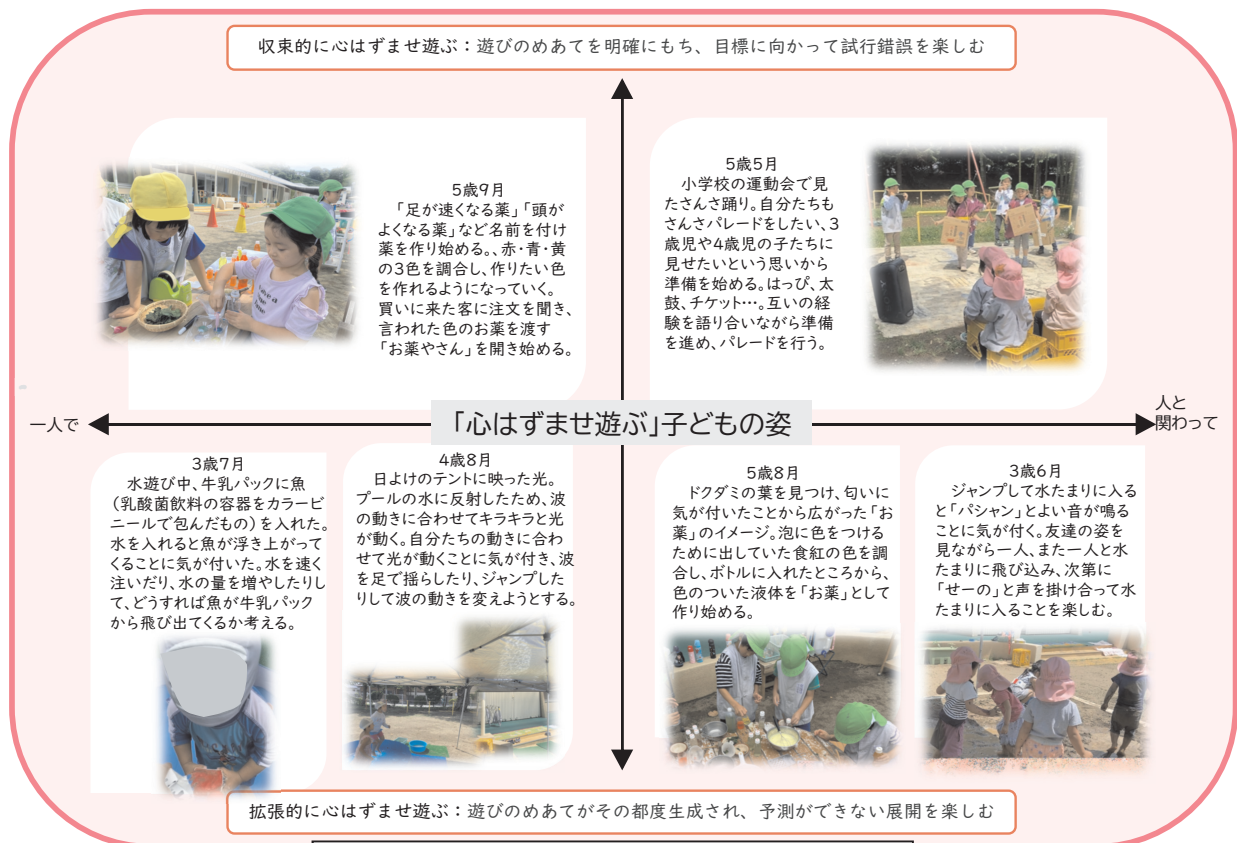 収束的に心はずませ遊ぶ：遊びのめあてを明確にもち、目標に向かって試行錯誤を楽しむ
5歳9月
「足が速くなる薬」「頭が
よくなる薬」など名前を付け
薬を作り始める。、赤・青・黄
の3色を調合し、作りたい色
を作れるようになっていく。
買いに来た客に注文を聞き、
言われた色のお薬を渡す
「お薬やさん」を開き始める。
5歳5月
小学校の運動会で見
たさんさ踊り。自分たちも
さんさパレードをしたい、3
歳児や4歳児の子たちに
見せたいという思いから
準備を始める。はっぴ、太
鼓、チケット…。互いの経
験を語り合いながら準備
を進め、パレードを行う。
一人で
「心はずませ遊ぶ」子どもの姿
人と
関わって
3歳7月
水遊び中、牛乳パックに魚
（乳酸菌飲料の容器をカラービ
ニールで包んだもの）を入れた。
水を入れると魚が浮き上がって
くることに気が付いた。水を速く
注いだり、水の量を増やしたりし
て、どうすれば魚が牛乳パック
から飛び出てくるか考える。
4歳8月
日よけのテントに映った光。
プールの水に反射したため、波
の動きに合わせてキラキラと光
が動く。自分たちの動きに合わ
せて光が動くことに気が付き、波
を足で揺らしたり、ジャンプした
りして波の動きを変えようとする。
5歳8月
ドクダミの葉を見つけ、匂いに
気が付いたことから広がった「お
薬」のイメージ。泡に色をつける
ために出していた食紅の色を調
合し、ボトルに入れたところから、
色のついた液体を「お薬」として
作り始める。
3歳6月
ジャンプして水たまりに入る
と「パシャン」とよい音が鳴る
ことに気が付く。友達の姿を
見ながら一人、また一人と水
たまりに飛び込み、次第に
「せーの」と声を掛け合って水
たまりに入ることを楽しむ。
拡張的に心はずませ遊ぶ：遊びのめあてがその都度生成され、予測ができない展開を楽しむ